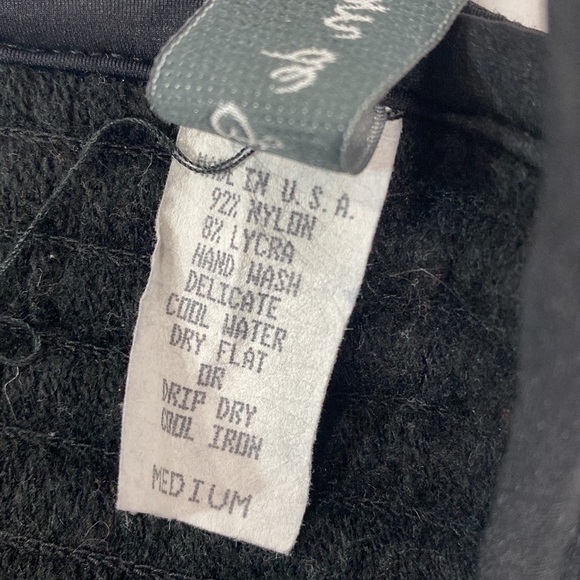 MADE IN U.S.A.
92% NYLON
8% LYCRA
HAND WASH
DELICATE
COOL WATER
DRY FLAT
OR
DRIP DRY
COOL IRON
MEDIUM